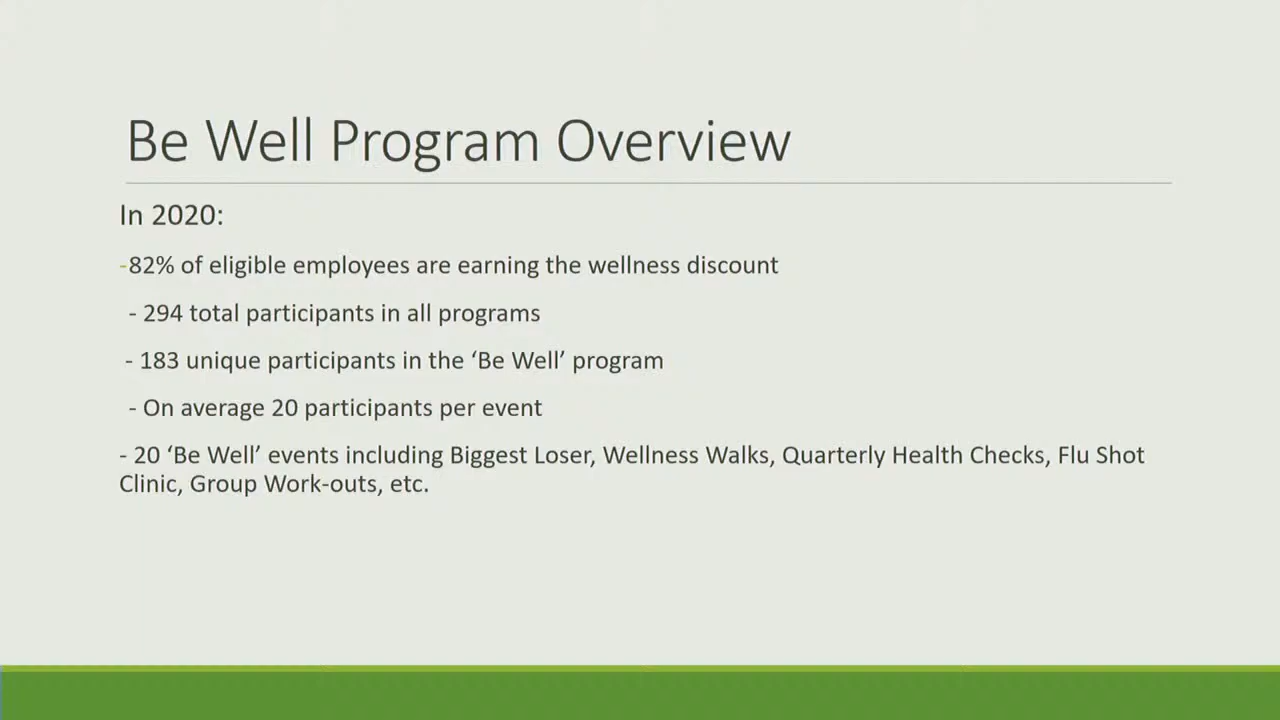 Be Well Program Overview
In 2020:
-82% of eligible employees are earning the wellness discount
- 294 total participants in all programs
- 183 unique participants in the ‘Be Well’ program
- On average 20 participants per event
- 20 ‘Be Well’ events including Biggest Loser, Wellness Walks, Quarterly Health Checks, Flu Shot
Clinic, Group Work-outs, etc.